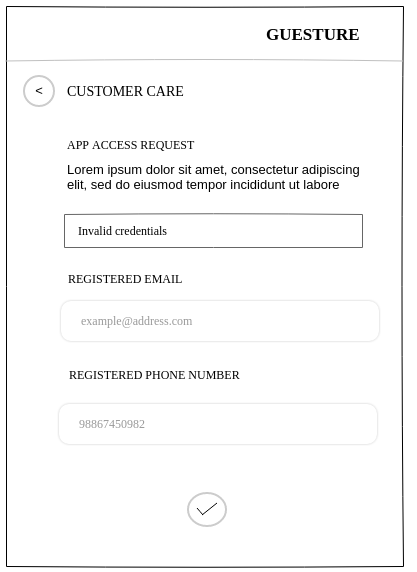 GUESTURE
< CUSTOMER CARE
APP ACCESS REQUEST
Lorem ipsum dolor sit amet, consectetur adipiscing
elit, sed do eiusmod tempor incididunt ut labore
Invalid credentials
REGISTERED EMAIL
example@address.com
REGISTERED PHONE NUMBER
98867450982